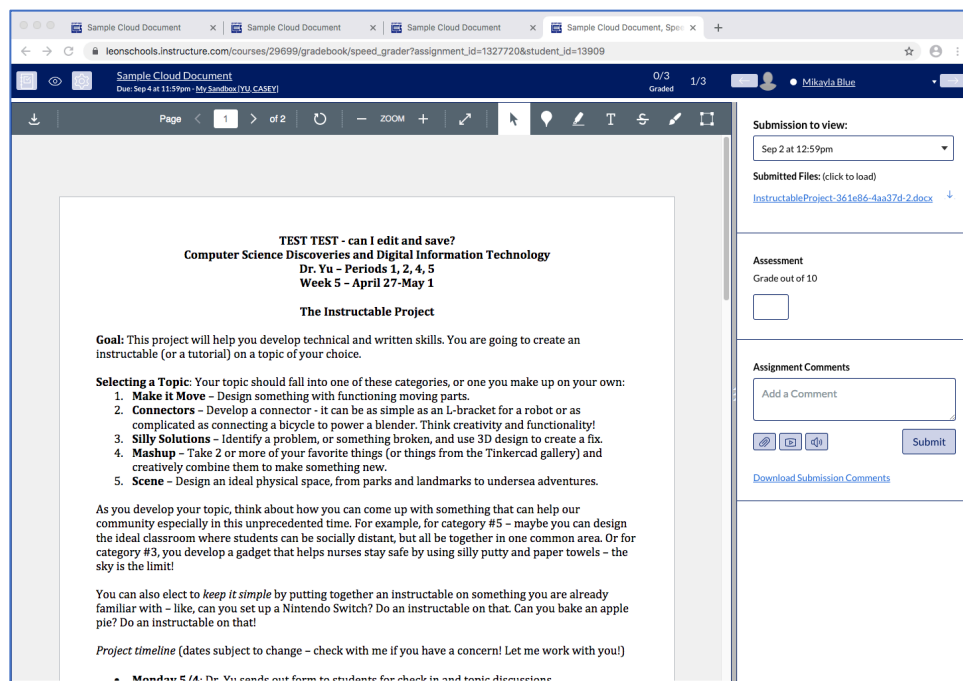 Sample Cloud Document × Sample Cloud Document × Sample Cloud Document × Sample Cloud Document, Spee × +
leonschools.instructure.com/courses/29699/gradebook/speed_grader?assignment_id=1327720&student_id=13909
Sample Cloud Document
Due: Sep 4 at 11:59pm - My Sandbox [YU, CASEY]
0/3
Graded
1/3
Mikayla Blue
Page 1 of 2
ZOOM
T
S
TEST TEST - can I edit and save?
Computer Science Discoveries and Digital Information Technology
Dr. Yu – Periods 1, 2, 4, 5
Week 5 – April 27-May 1
The Instructable Project
Goal: This project will help you develop technical and written skills. You are going to create an
instructable (or a tutorial) on a topic of your choice.
Selecting a Topic: Your topic should fall into one of these categories, or one you make up on your own:
1. Make it Move – Design something with functioning moving parts.
2. Connectors – Develop a connector - it can be as simple as an L-bracket for a robot or as
complicated as connecting a bicycle to power a blender. Think creativity and functionality!
3. Silly Solutions – Identify a problem, or something broken, and use 3D design to create a fix.
4. Mashup – Take 2 or more of your favorite things (or things from the Tinkercad gallery) and
creatively combine them to make something new.
5. Scene – Design an ideal physical space, from parks and landmarks to undersea adventures.
As you develop your topic, think about how you can come up with something that can help our
community especially in this unprecedented time. For example, for category #5 – maybe you can design
the ideal classroom where students can be socially distant, but all be together in one common area. Or for
category #3, you develop a gadget that helps nurses stay safe by using silly putty and paper towels – the
sky is the limit!
You can also elect to keep it simple by putting together an instructable on something you are already
familiar with – like, can you set up a Nintendo Switch? Do an instructable on that. Can you bake an apple
pie? Do an instructable on that!
Project timeline (dates subject to change – check with me if you have a concern! Let me work with you!)
• Monday 5/4: Dr. Yu sends out form to students for check in and topic discussions
Submission to view:
Sep 2 at 12:59pm
Submitted Files: (click to load)
InstructableProject-361e86-4aa37d-2.docx
Assessment
Grade out of 10
Assignment Comments
Add a Comment
Submit
Download Submission Comments